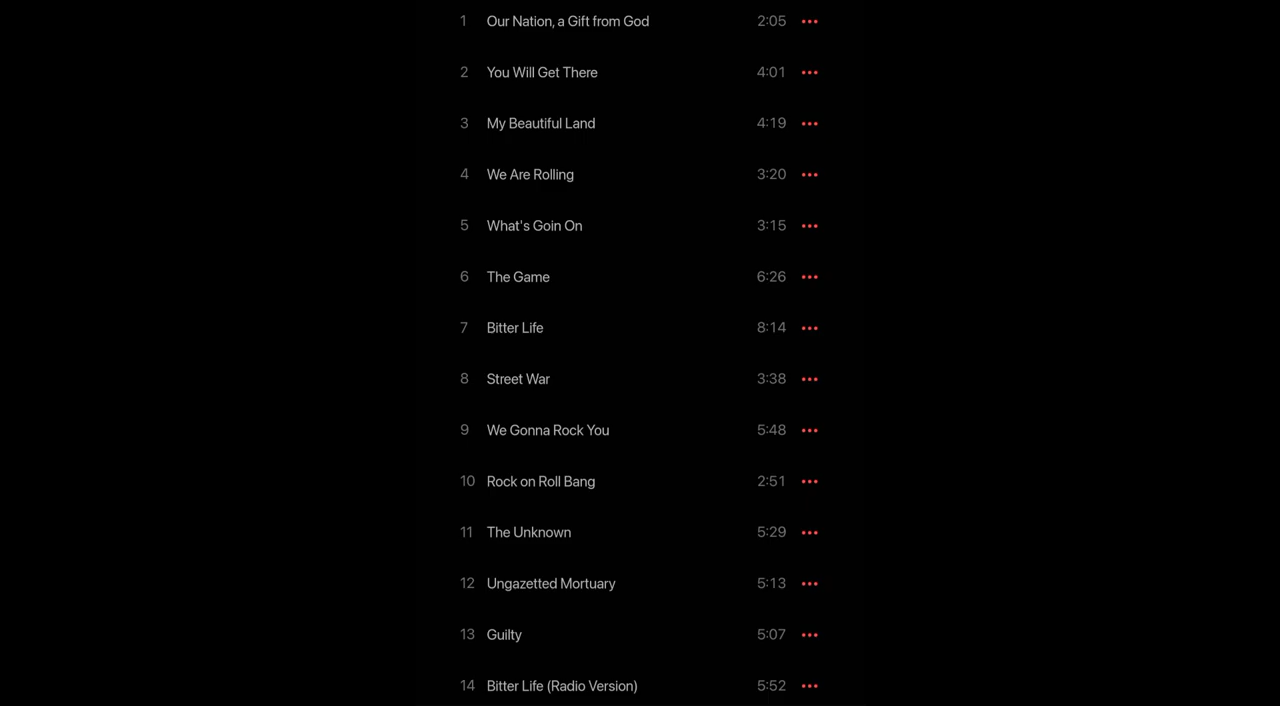 1 Our Nation, a Gift from God 2:05
2 You Will Get There 4:01
3 My Beautiful Land 4:19
4 We Are Rolling 3:20
5 What's Goin On 3:15
6 The Game 6:26
7 Bitter Life 8:14
8 Street War 3:38
9 We Gonna Rock You 5:48
10 Rock on Roll Bang 2:51
11 The Unknown 5:29
12 Ungazetted Mortuary 5:13
13 Guilty 5:07
14 Bitter Life (Radio Version) 5:52